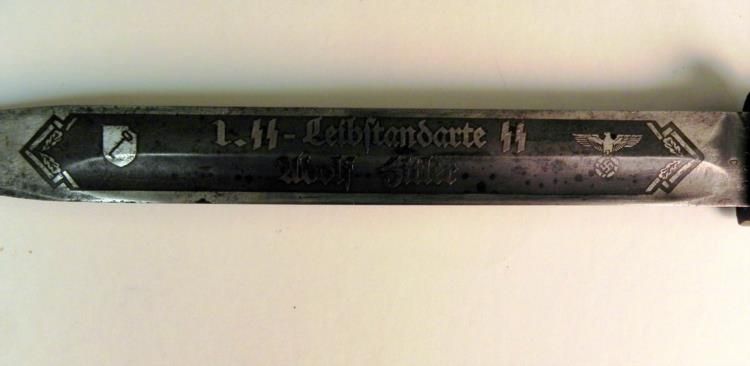 1. ᛋᛋ-Leibstandarte ᛋᛋ
Adolf Hitler